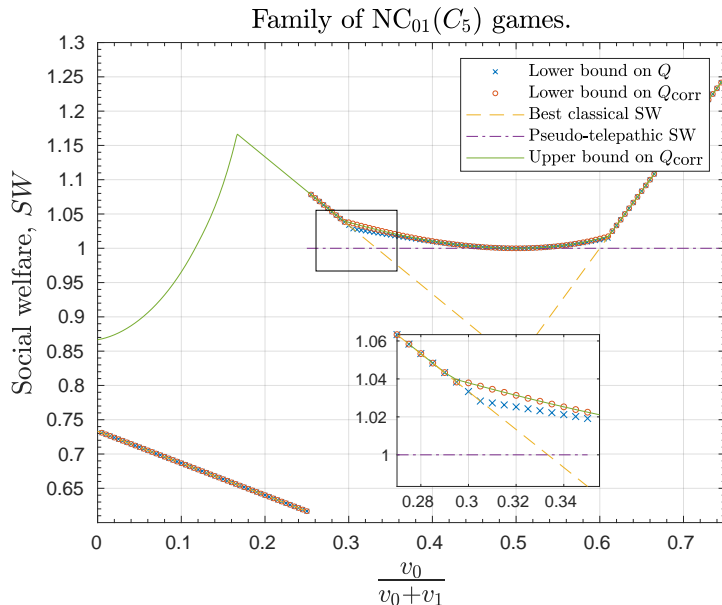 Family of NC₀₁(C₅) games.
Lower bound on Q
Lower bound on Q_corr
Best classical SW
Pseudo-telepathic SW
Upper bound on Q_corr
Social welfare, SW
1.3
1.25
1.2
1.15
1.1
1.05
1
0.95
0.9
0.85
0.8
0.75
0.7
0.65
1.06
1.04
1.02
1
0.28 0.3 0.32 0.34
0 0.1 0.2 0.3 0.4 0.5 0.6 0.7
v₀
v₀+v₁